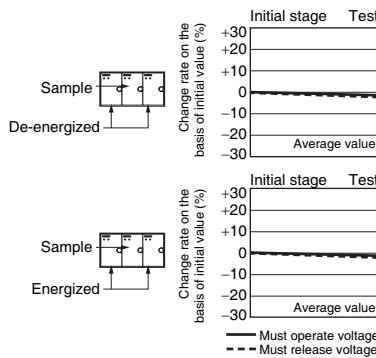 Initial stage Test
Change rate on the
basis of initial value (%)
+30
+20
+10
0
−10
−20
−30
Average value
Sample
De-energized
Initial stage Test
Change rate on the
basis of initial value (%)
+30
+20
+10
0
−10
−20
−30
Average value
Sample
Energized
Must operate voltage
Must release voltage